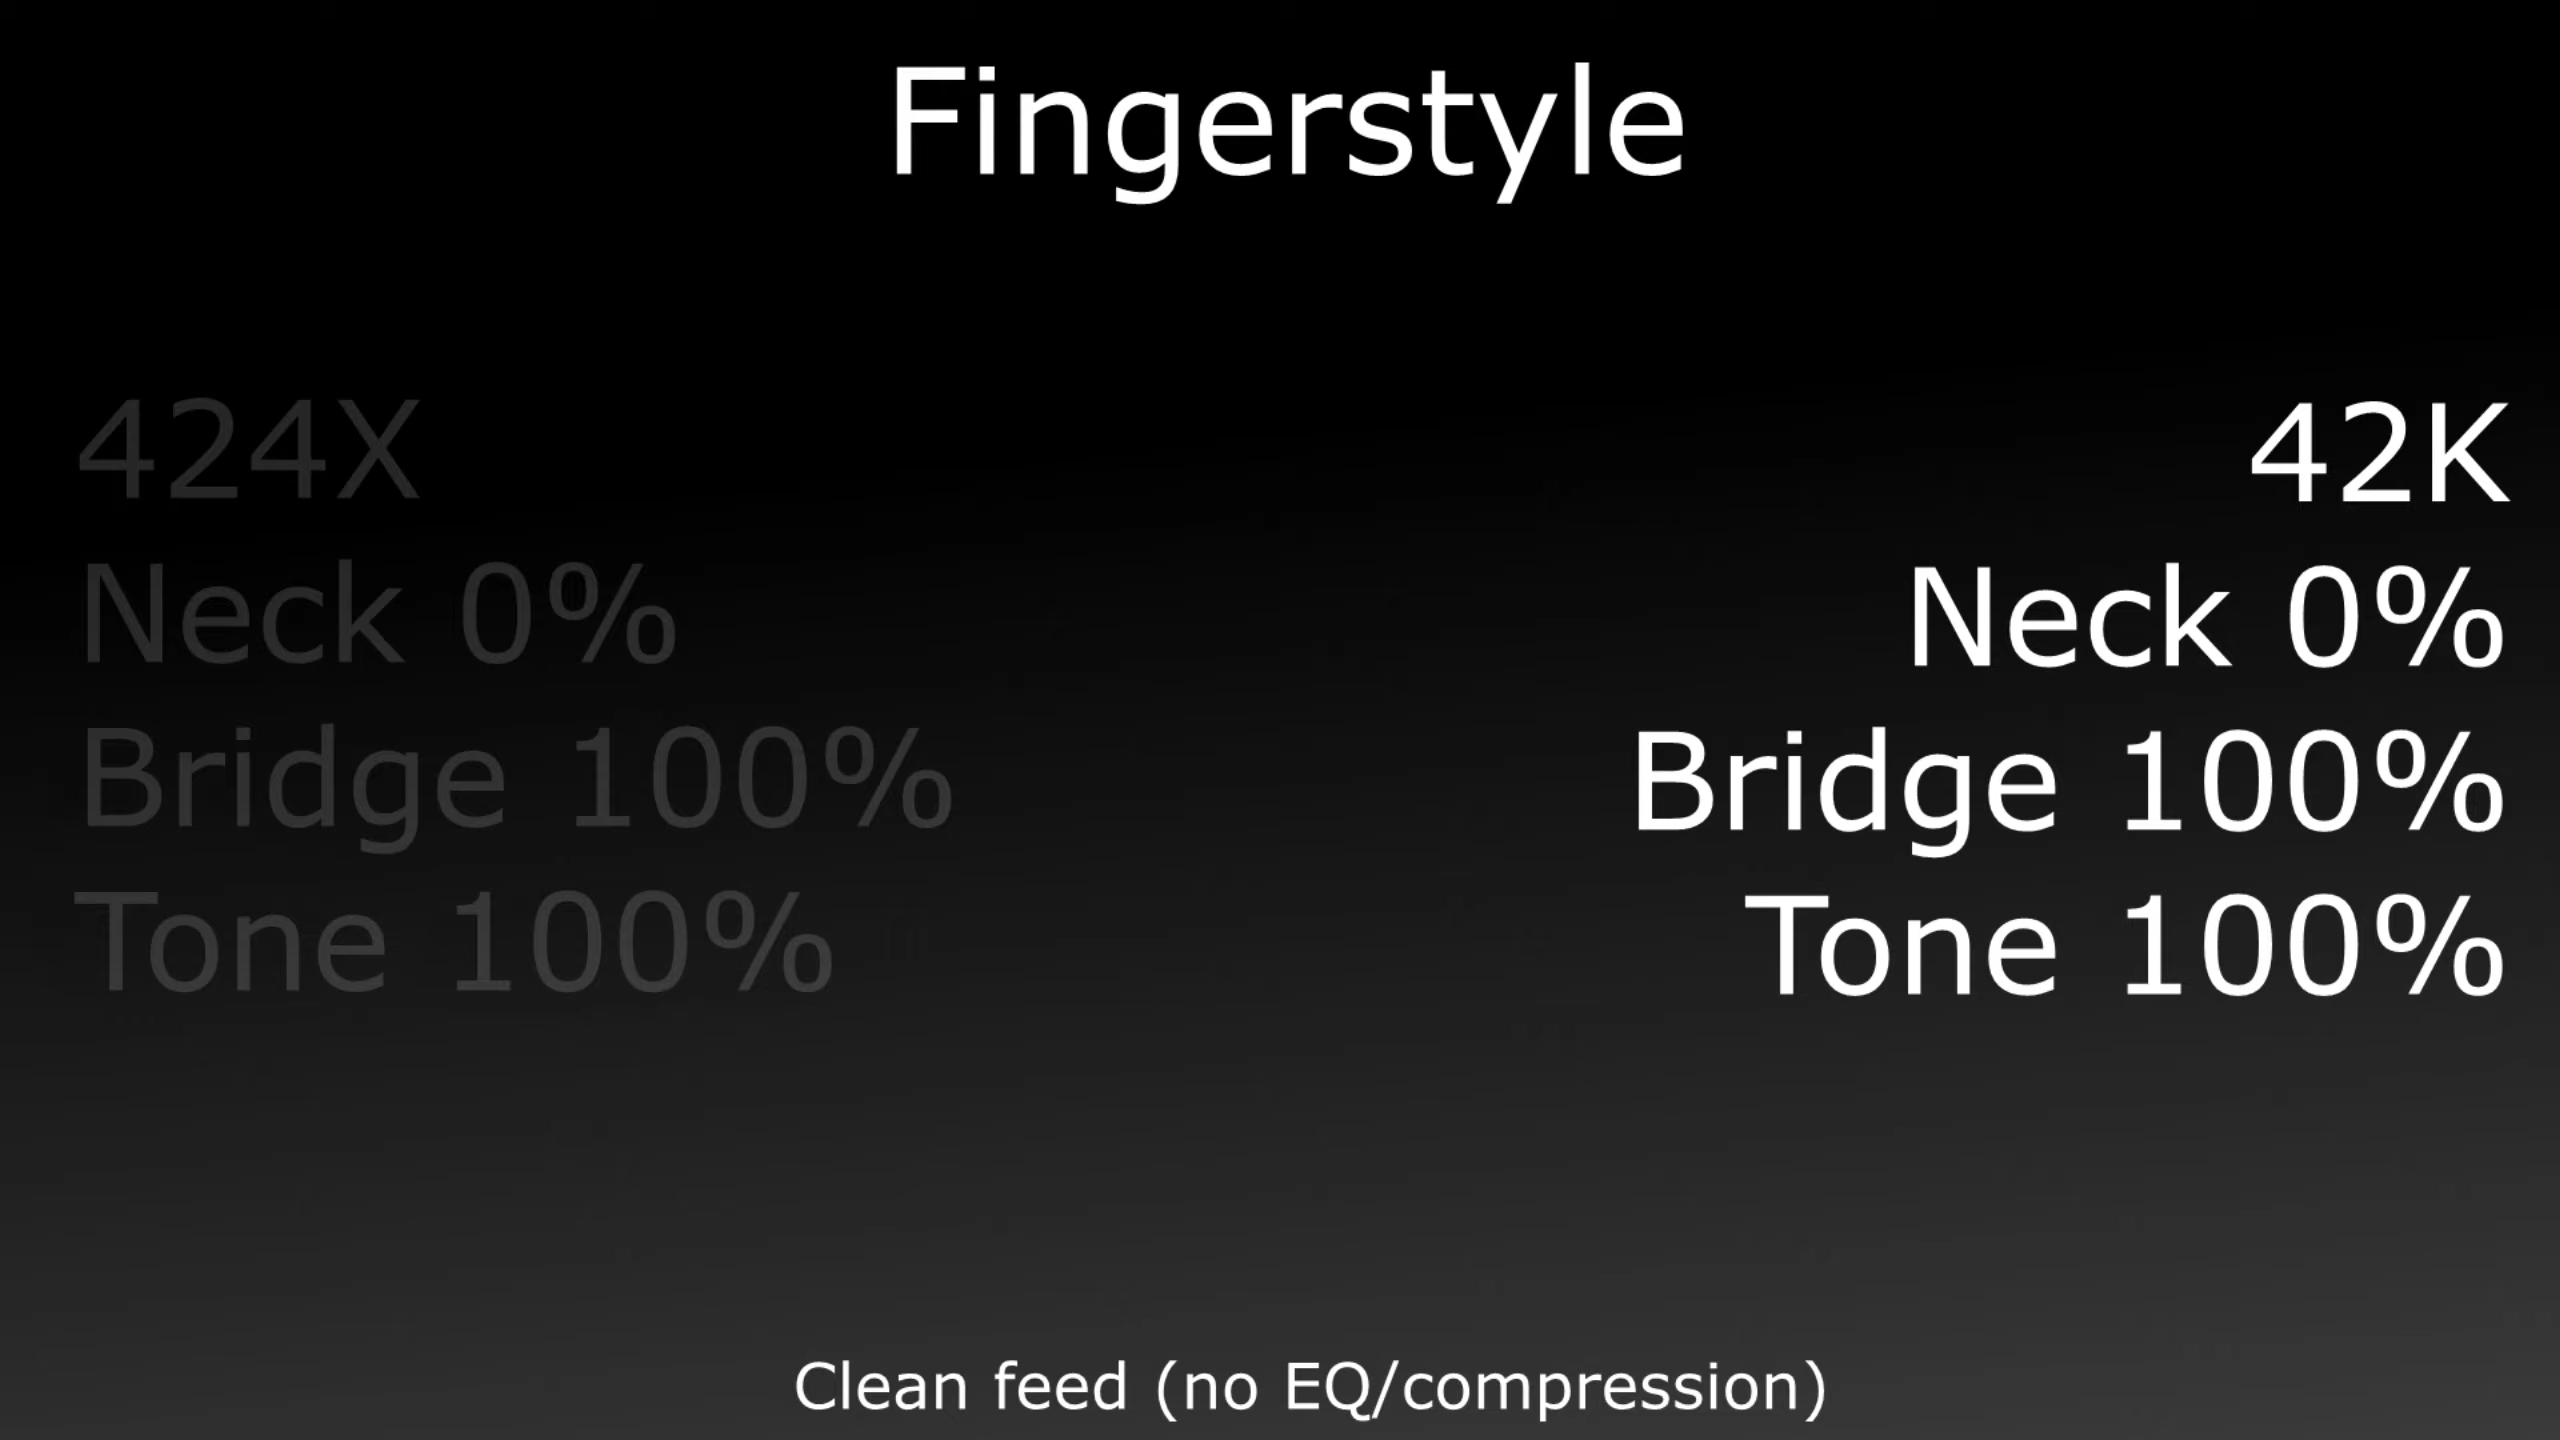 Fingerstyle
424X
Neck 0%
Bridge 100%
Tone 100%
42K
Neck 0%
Bridge 100%
Tone 100%
Clean feed (no EQ/compression)